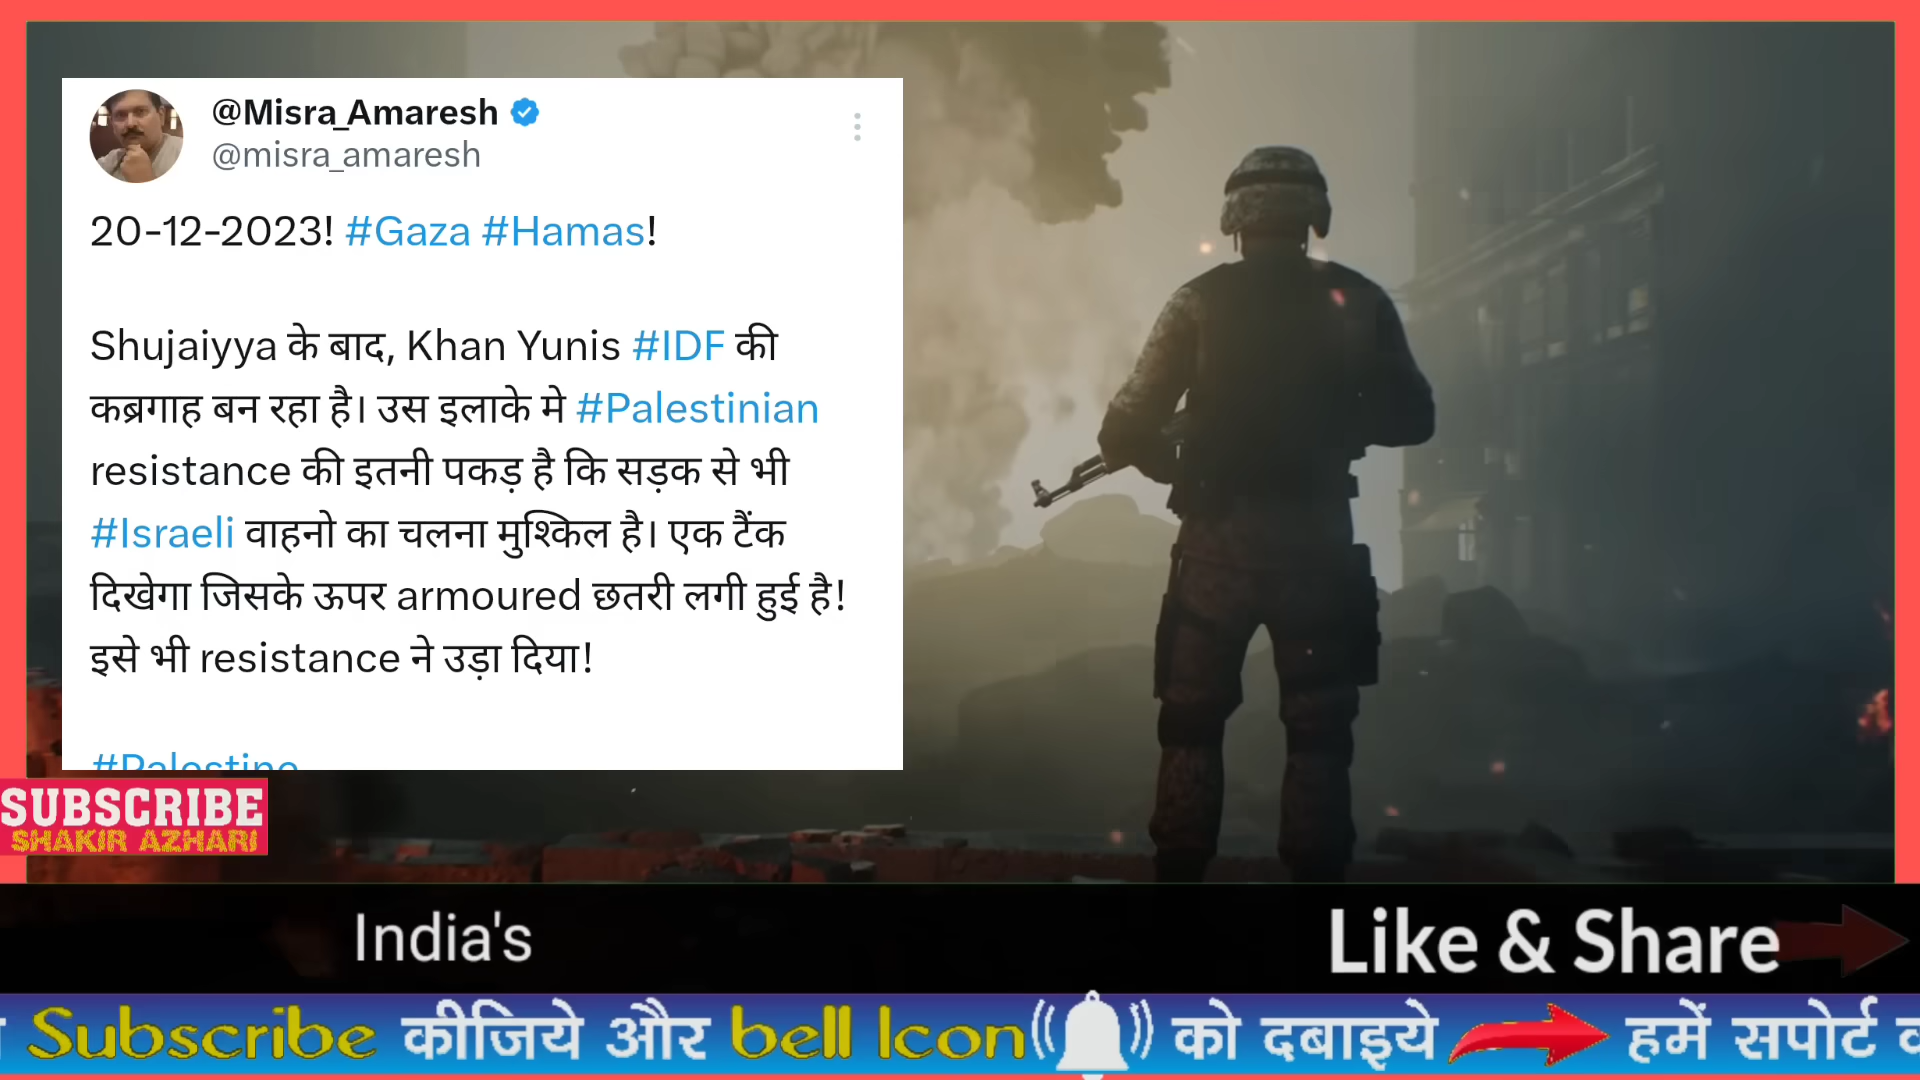 @Misra_Amaresh
@misra_amaresh
20-12-2023! #Gaza #Hamas!
Shujaiyya के बाद, Khan Yunis #IDF की
कब्रगाह बन रहा है। उस इलाके मे #Palestinian
resistance की इतनी पकड़ है कि सड़क से भी
#Israeli वाहनो का चलना मुश्किल है। एक टैंक
दिखेगा जिसके ऊपर armoured छतरी लगी हुई है!
इसे भी resistance ने उड़ा दिया!
#Palestine
SUBSCRIBE
SHAKIR AZHARI
India's
Like & Share
Subscribe कीजिये और bell Icon को दबाइये हमें सपोर्ट